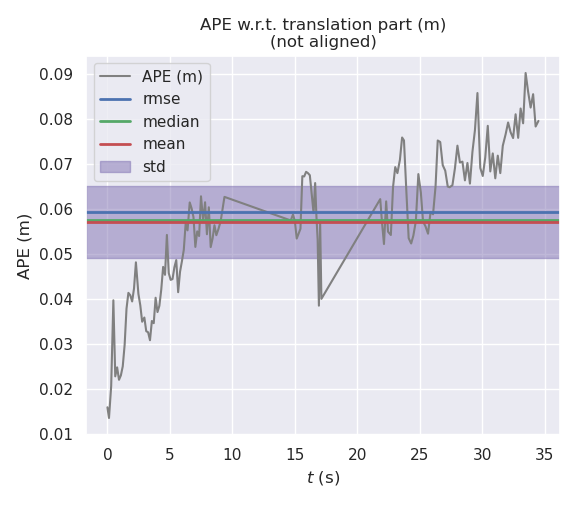 APE w.r.t. translation part (m)
(not aligned)
APE (m)
rmse
median
mean
std
0.09
0.08
0.07
0.06
0.05
0.04
0.03
0.02
0.01
APE (m)
0 5 10 15 20 25 30 35
t (s)